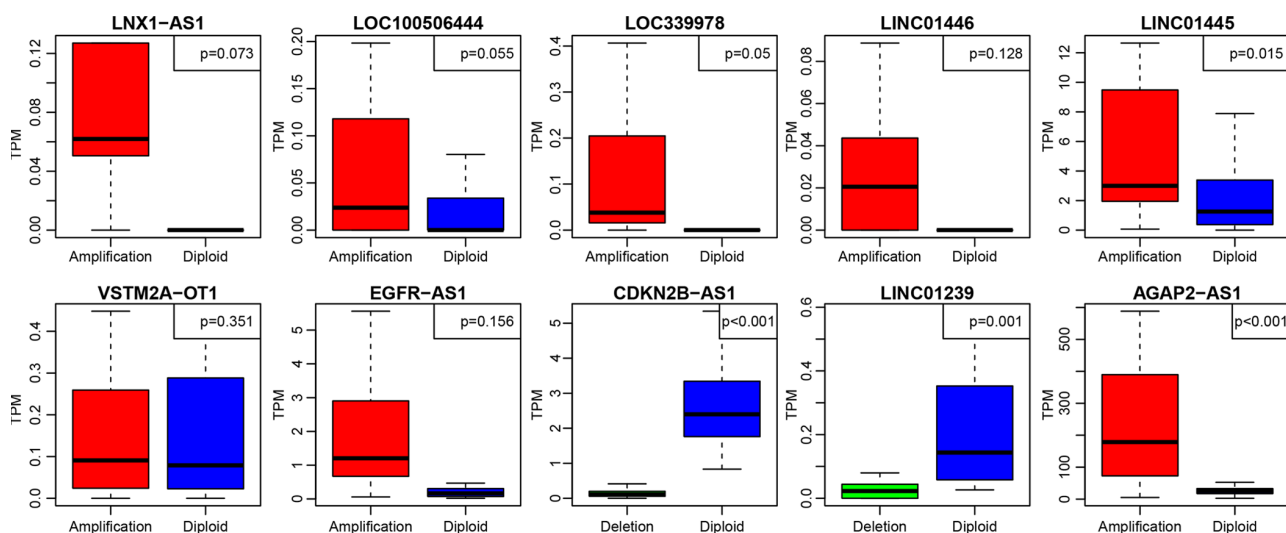 LNX1−AS1
p=0.073
TPM
0.00
0.04
0.08
0.12
Amplification
Diploid
LOC100506444
p=0.055
TPM
0.00
0.05
0.10
0.15
0.20
Amplification
Diploid
LOC339978
p=0.05
TPM
0.0
0.1
0.2
0.3
0.4
Amplification
Diploid
LINC01446
p=0.128
TPM
0.00
0.02
0.04
0.06
0.08
Amplification
Diploid
LINC01445
p=0.015
TPM
0
2
4
6
8
10
12
Amplification
Diploid
VSTM2A−OT1
p=0.351
TPM
0.0
0.1
0.2
0.3
0.4
Amplification
Diploid
EGFR−AS1
p=0.156
TPM
0
1
2
3
4
5
Amplification
Diploid
CDKN2B−AS1
p<0.001
TPM
0
1
2
3
4
5
Deletion
Diploid
LINC01239
p=0.001
TPM
0.0
0.2
0.4
0.6
Deletion
Diploid
AGAP2−AS1
p<0.001
TPM
0
100
300
500
Amplification
Diploid